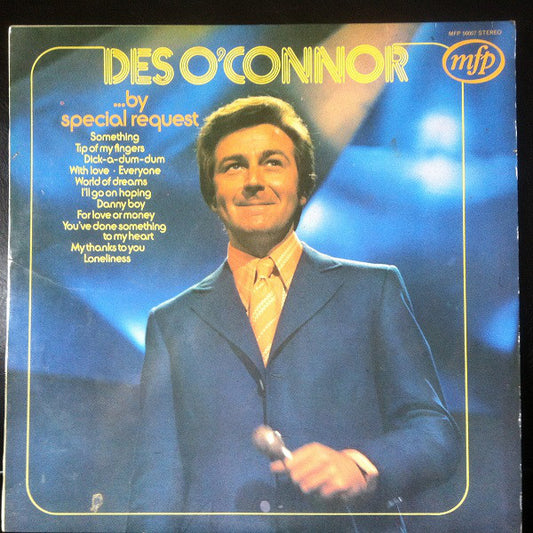 MFP 50007 STEREO
DES O'CONNOR
mfp
...by
special request
Something
Tip of my fingers
Dick-a-dum-dum
With love · Everyone
World of dreams
I'll go on hoping
Danny boy
For love or money
You've done something
to my heart
My thanks to you
Loneliness